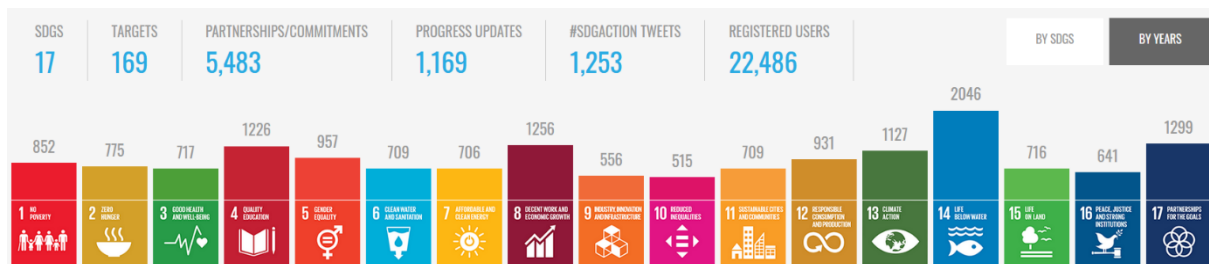 SDGS
17
TARGETS
169
PARTNERSHIPS/COMMITMENTS
5,483
PROGRESS UPDATES
1,169
#SDGACTION TWEETS
1,253
REGISTERED USERS
22,486
BY SDGS
BY YEARS
852
775
717
1226
957
709
706
1256
556
515
709
931
1127
2046
716
641
1299
1 NO
POVERTY
2 ZERO
HUNGER
3 GOOD HEALTH
AND WELL-BEING
4 QUALITY
EDUCATION
5 GENDER
EQUALITY
6 CLEAN WATER
AND SANITATION
7 AFFORDABLE AND
CLEAN ENERGY
8 DECENT WORK AND
ECONOMIC GROWTH
9 INDUSTRY, INNOVATION
AND INFRASTRUCTURE
10 REDUCED
INEQUALITIES
11 SUSTAINABLE CITIES
AND COMMUNITIES
12 RESPONSIBLE
CONSUMPTION
AND PRODUCTION
13 CLIMATE
ACTION
14 LIFE
BELOW WATER
15 LIFE
ON LAND
16 PEACE, JUSTICE
AND STRONG
INSTITUTIONS
17 PARTNERSHIPS
FOR THE GOALS